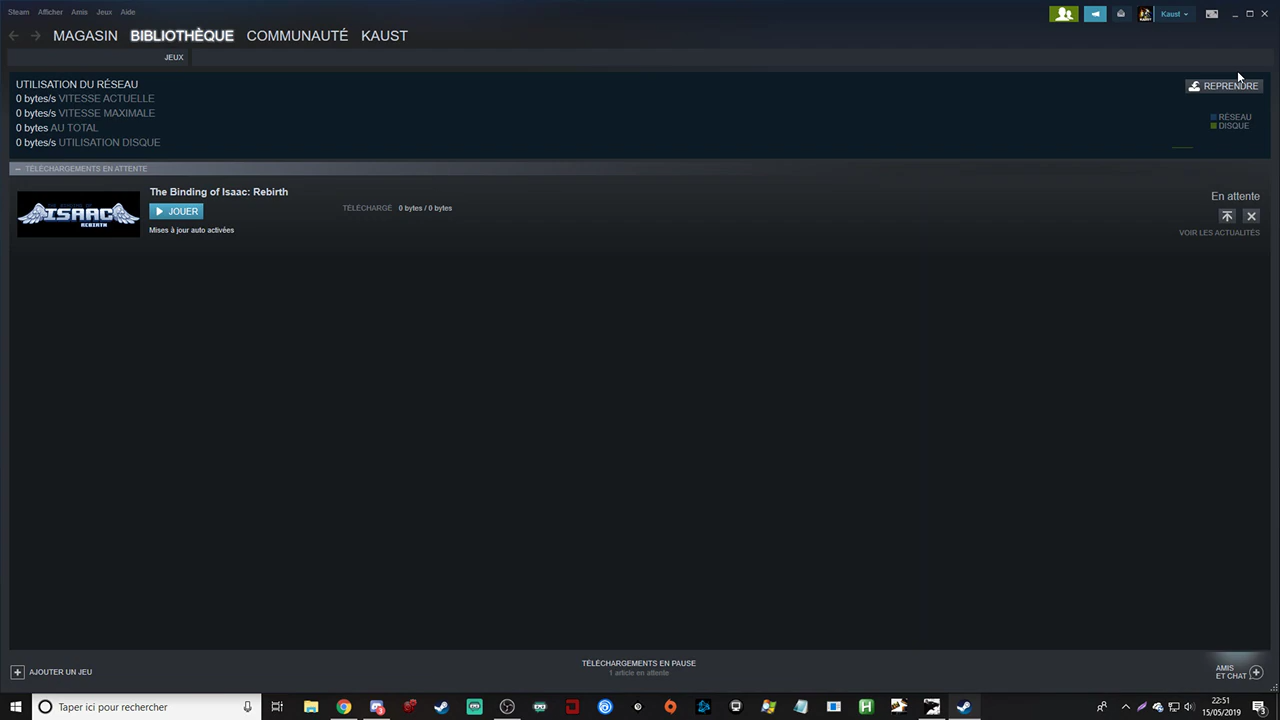 Steam Afficher Amis Jeux Aide
Kaust
MAGASIN BIBLIOTHÈQUE COMMUNAUTÉ KAUST
JEUX
UTILISATION DU RÉSEAU
0 bytes/s VITESSE ACTUELLE
0 bytes/s VITESSE MAXIMALE
0 bytes AU TOTAL
0 bytes/s UTILISATION DISQUE
REPRENDRE
RÉSEAU
DISQUE
TÉLÉCHARGEMENTS EN ATTENTE
The Binding of Isaac: Rebirth
ISAAC
REBIRTH
JOUER
TÉLÉCHARGÉ 0 bytes / 0 bytes
Mises à jour auto activées
En attente
VOIR LES ACTUALITÉS
AJOUTER UN JEU
TÉLÉCHARGEMENTS EN PAUSE
1 article en attente
AMIS
ET CHAT
Taper ici pour rechercher
22:51
15/05/2019